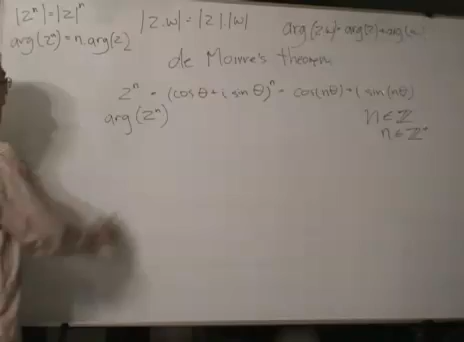 |z^n| = |z|^n
arg(z^n) = n.arg(z)
|z.w| = |z|.|w|
arg(z.w) = arg(z) + arg(w)
de Moivre's theorem
z^n = (cos θ + i sin θ)^n = cos(nθ) + i sin(nθ)
arg(z^n)
n ∈ ℤ
n ∈ ℤ⁺